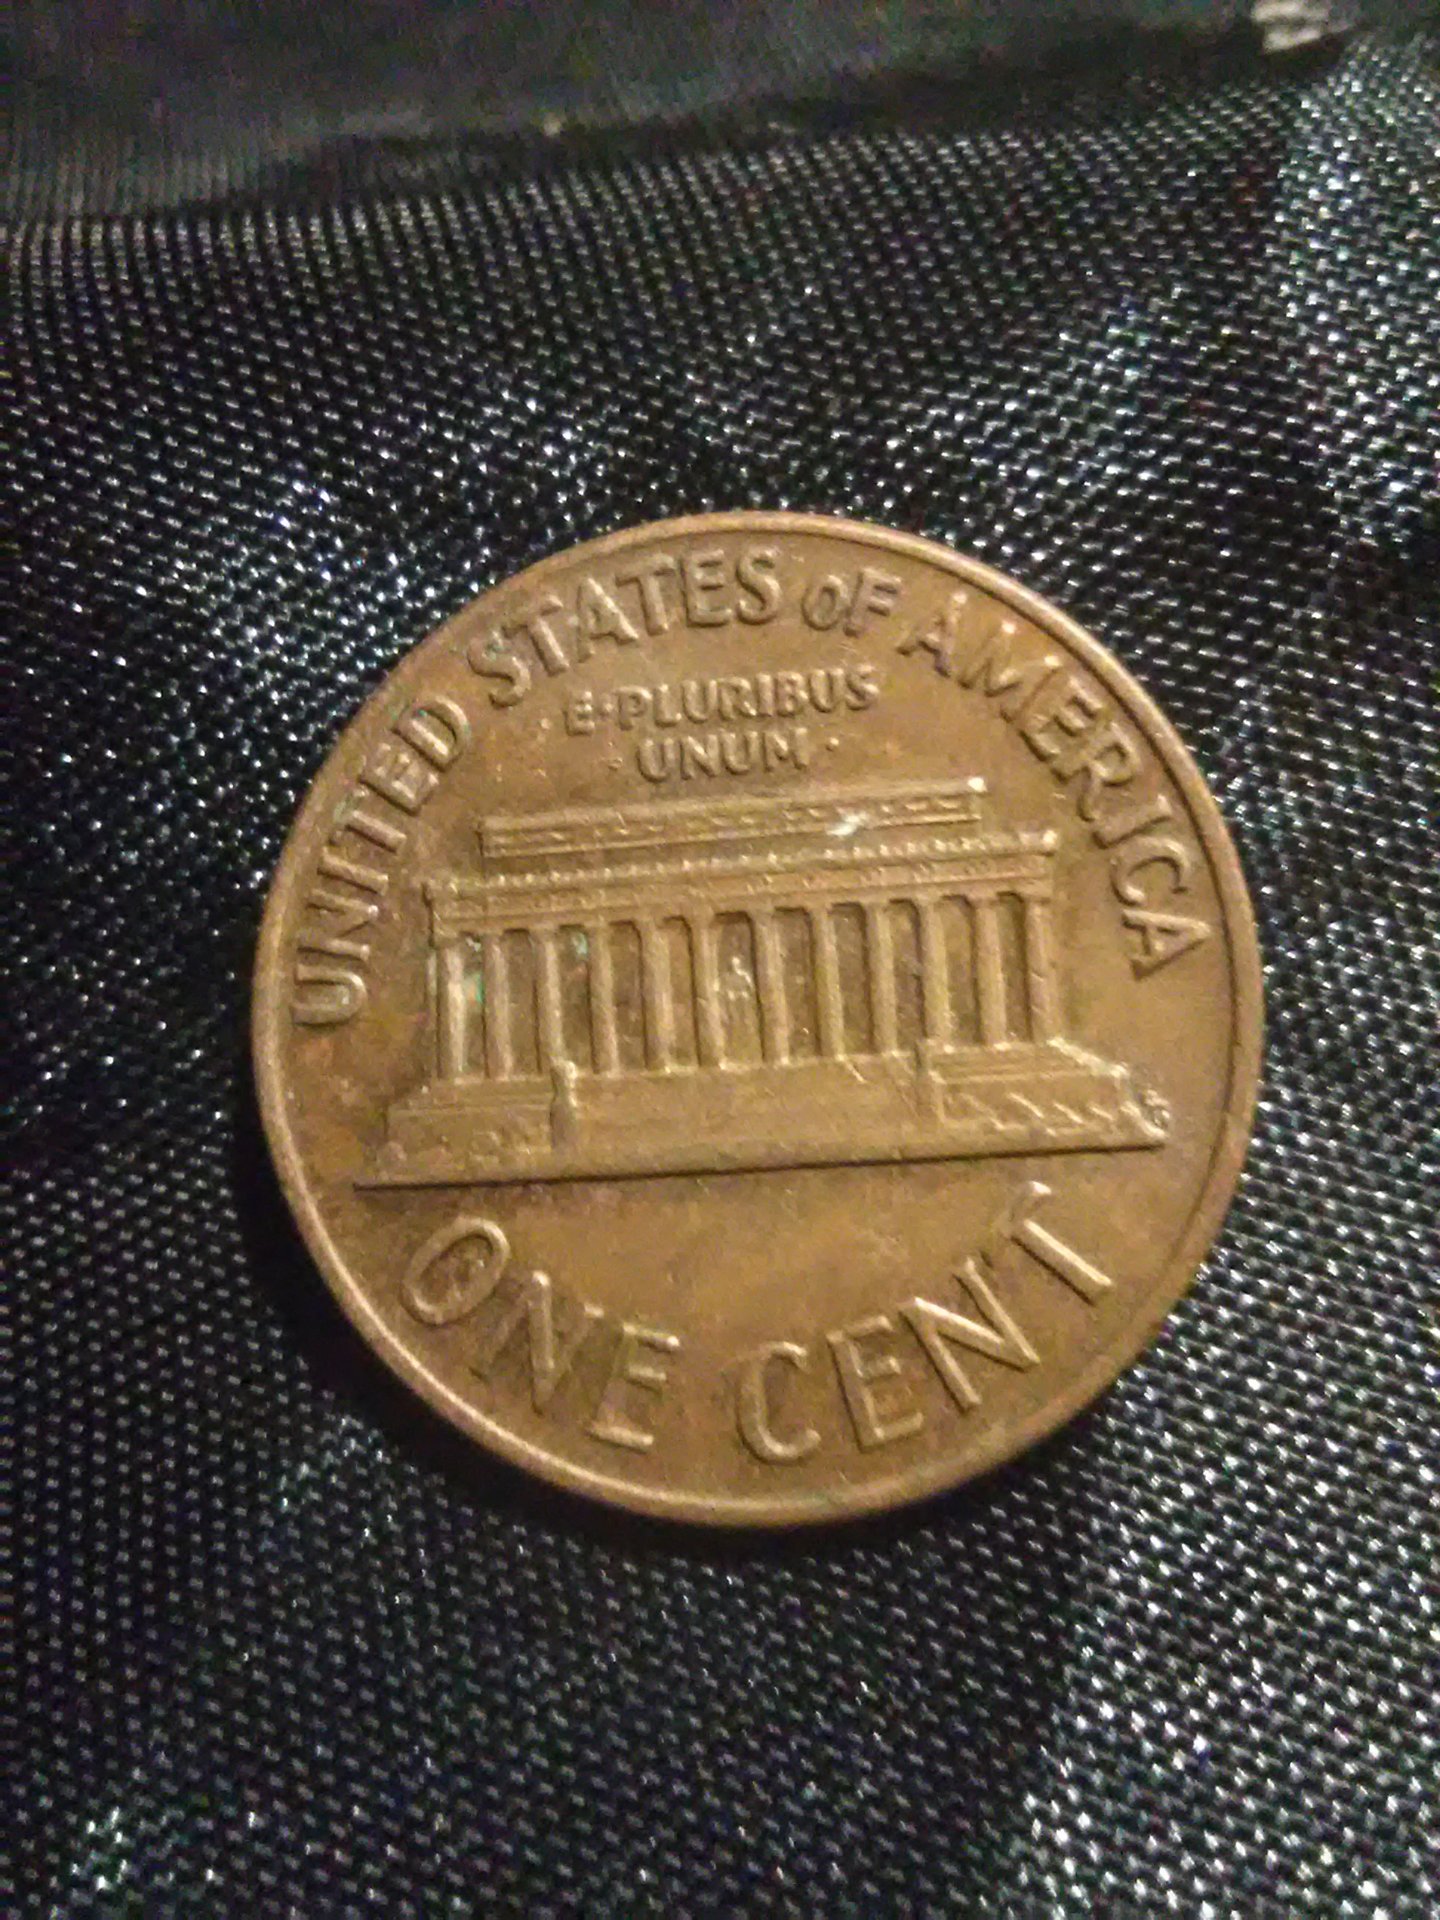 UNITED STATES oF AMERICA
·E·PLURIBUS
·UNUM·
ONE CENT